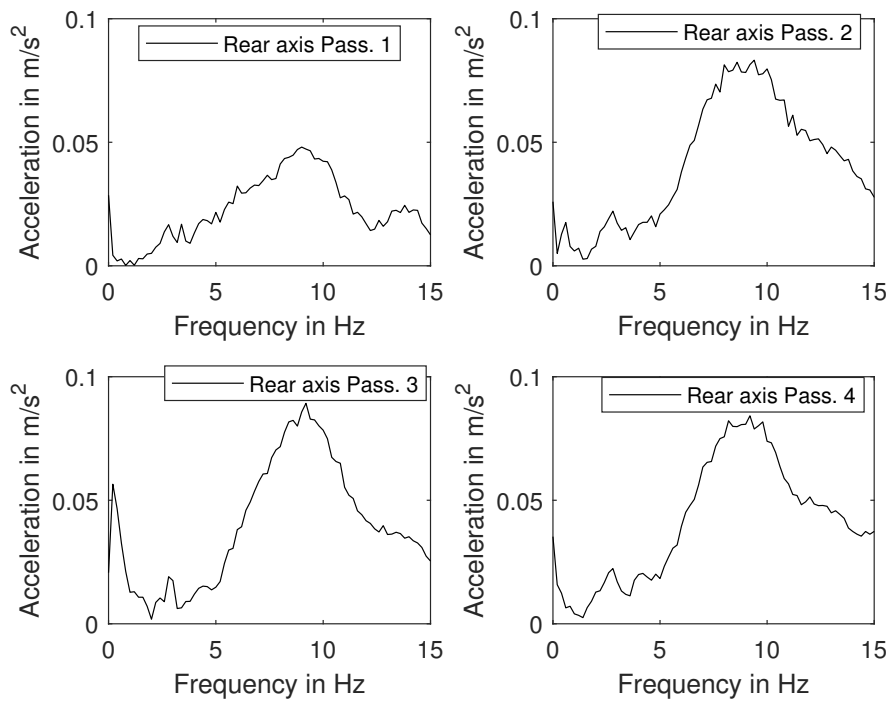 0.1
Rear axis Pass. 1
Acceleration in m/s²
0.05
0
0 5 10 15
Frequency in Hz
0.1
Rear axis Pass. 2
Acceleration in m/s²
0.05
0
0 5 10 15
Frequency in Hz
0.1
Rear axis Pass. 3
Acceleration in m/s²
0.05
0
0 5 10 15
Frequency in Hz
0.1
Rear axis Pass. 4
Acceleration in m/s²
0.05
0
0 5 10 15
Frequency in Hz